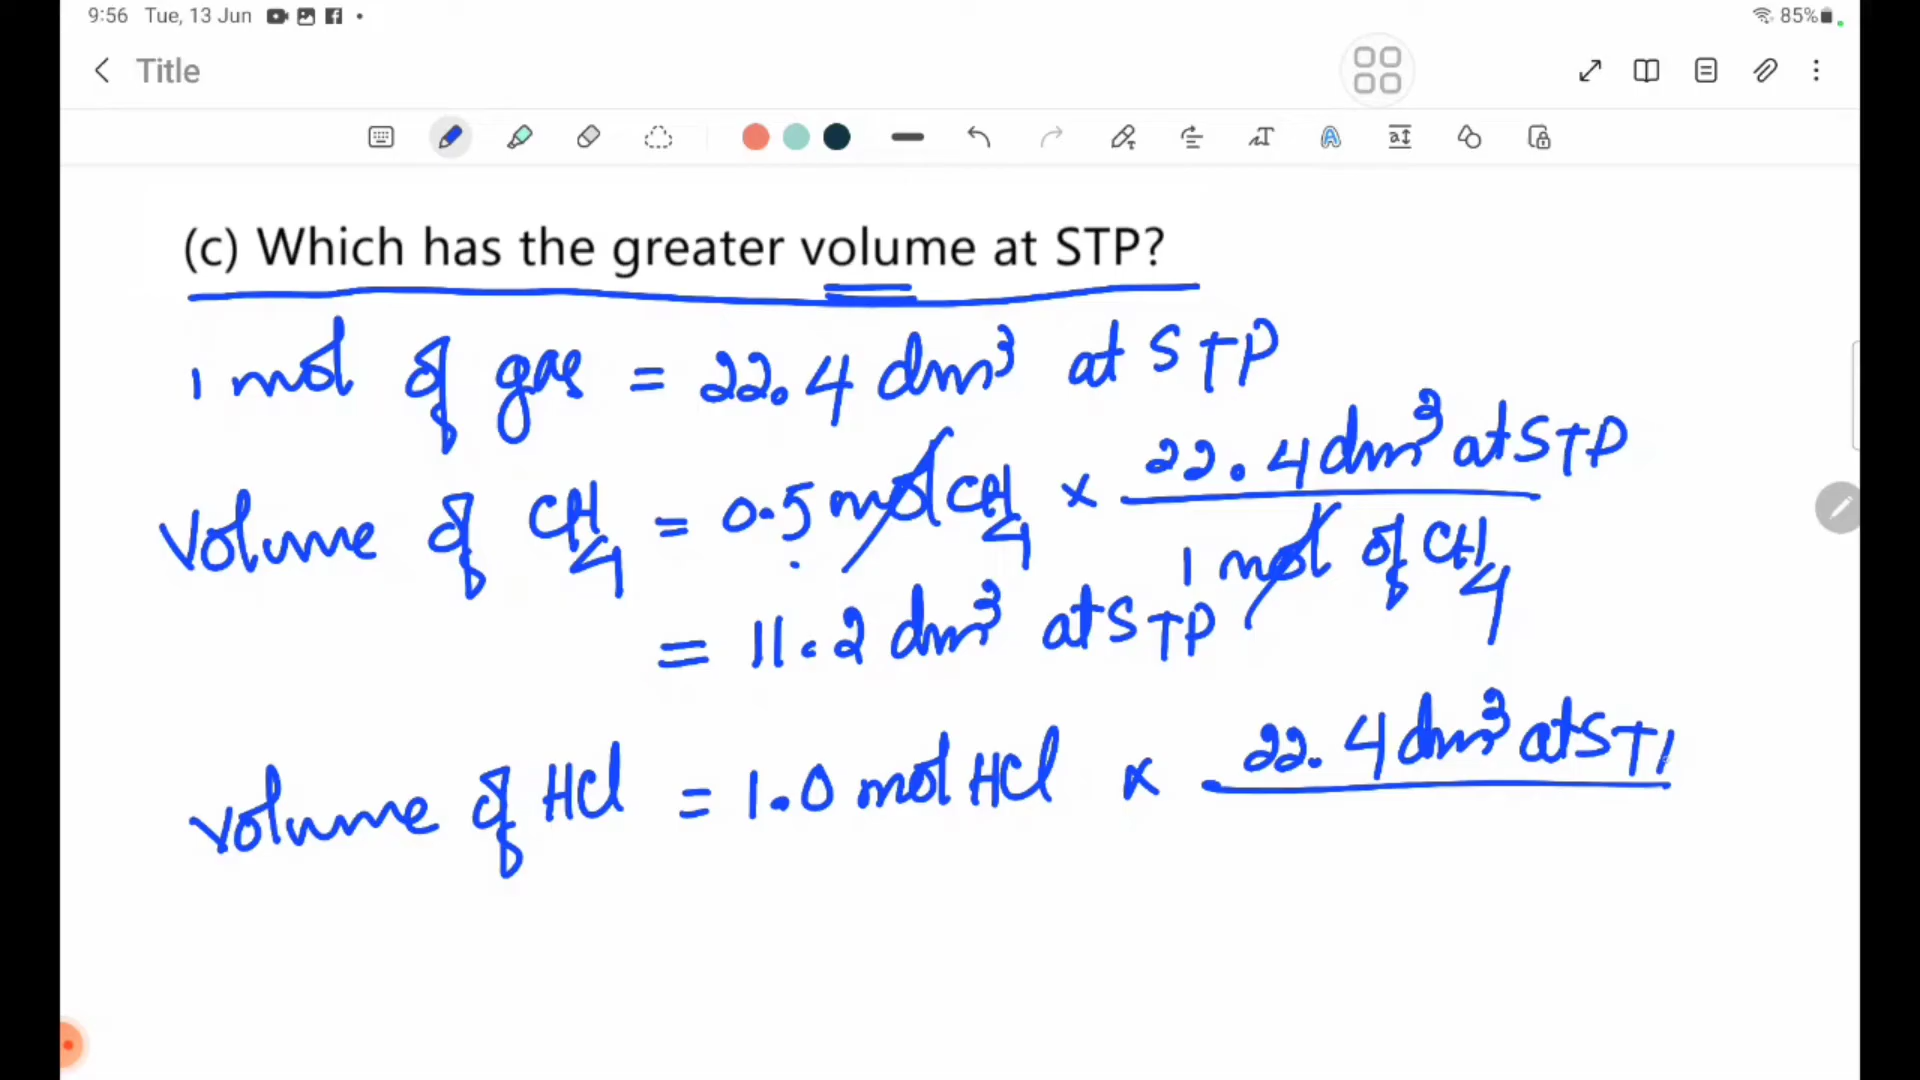 9:56 Tue, 13 Jun 85%
Title
(c) Which has the greater volume at STP?
1 mol of gas = 22.4 dm³ at STP
Volume of CH₄ = 0.5 mol CH₄ × 22.4 dm³ at STP
1 mol of CH₄
= 11.2 dm³ at STP
Volume of HCl = 1.0 mol HCl × 22.4 dm³ at STI